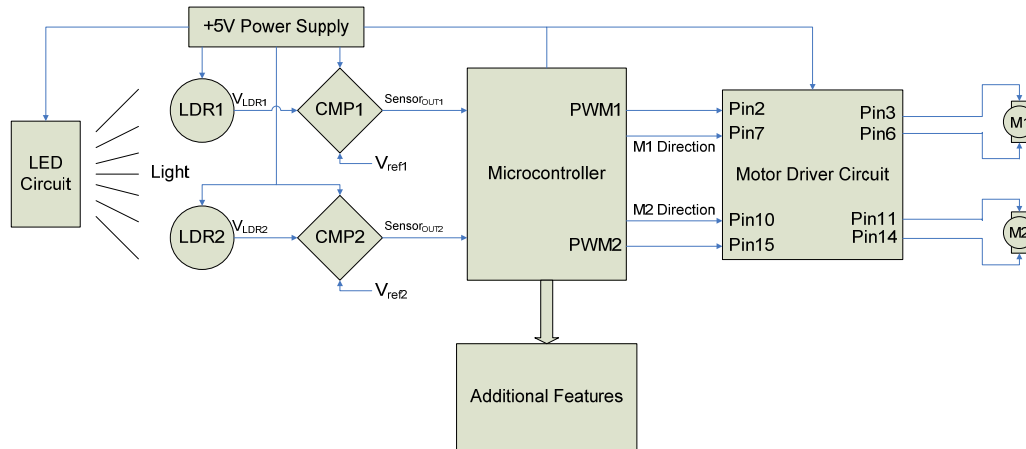 +5V Power Supply
LED
Circuit
Light
LDR1
V_LDR1
CMP1
Sensor_OUT1
V_ref1
LDR2
V_LDR2
CMP2
Sensor_OUT2
V_ref2
Microcontroller
PWM1
M1 Direction
M2 Direction
PWM2
Motor Driver Circuit
Pin2
Pin7
Pin10
Pin15
Pin3
Pin6
Pin11
Pin14
M1
M2
Additional Features